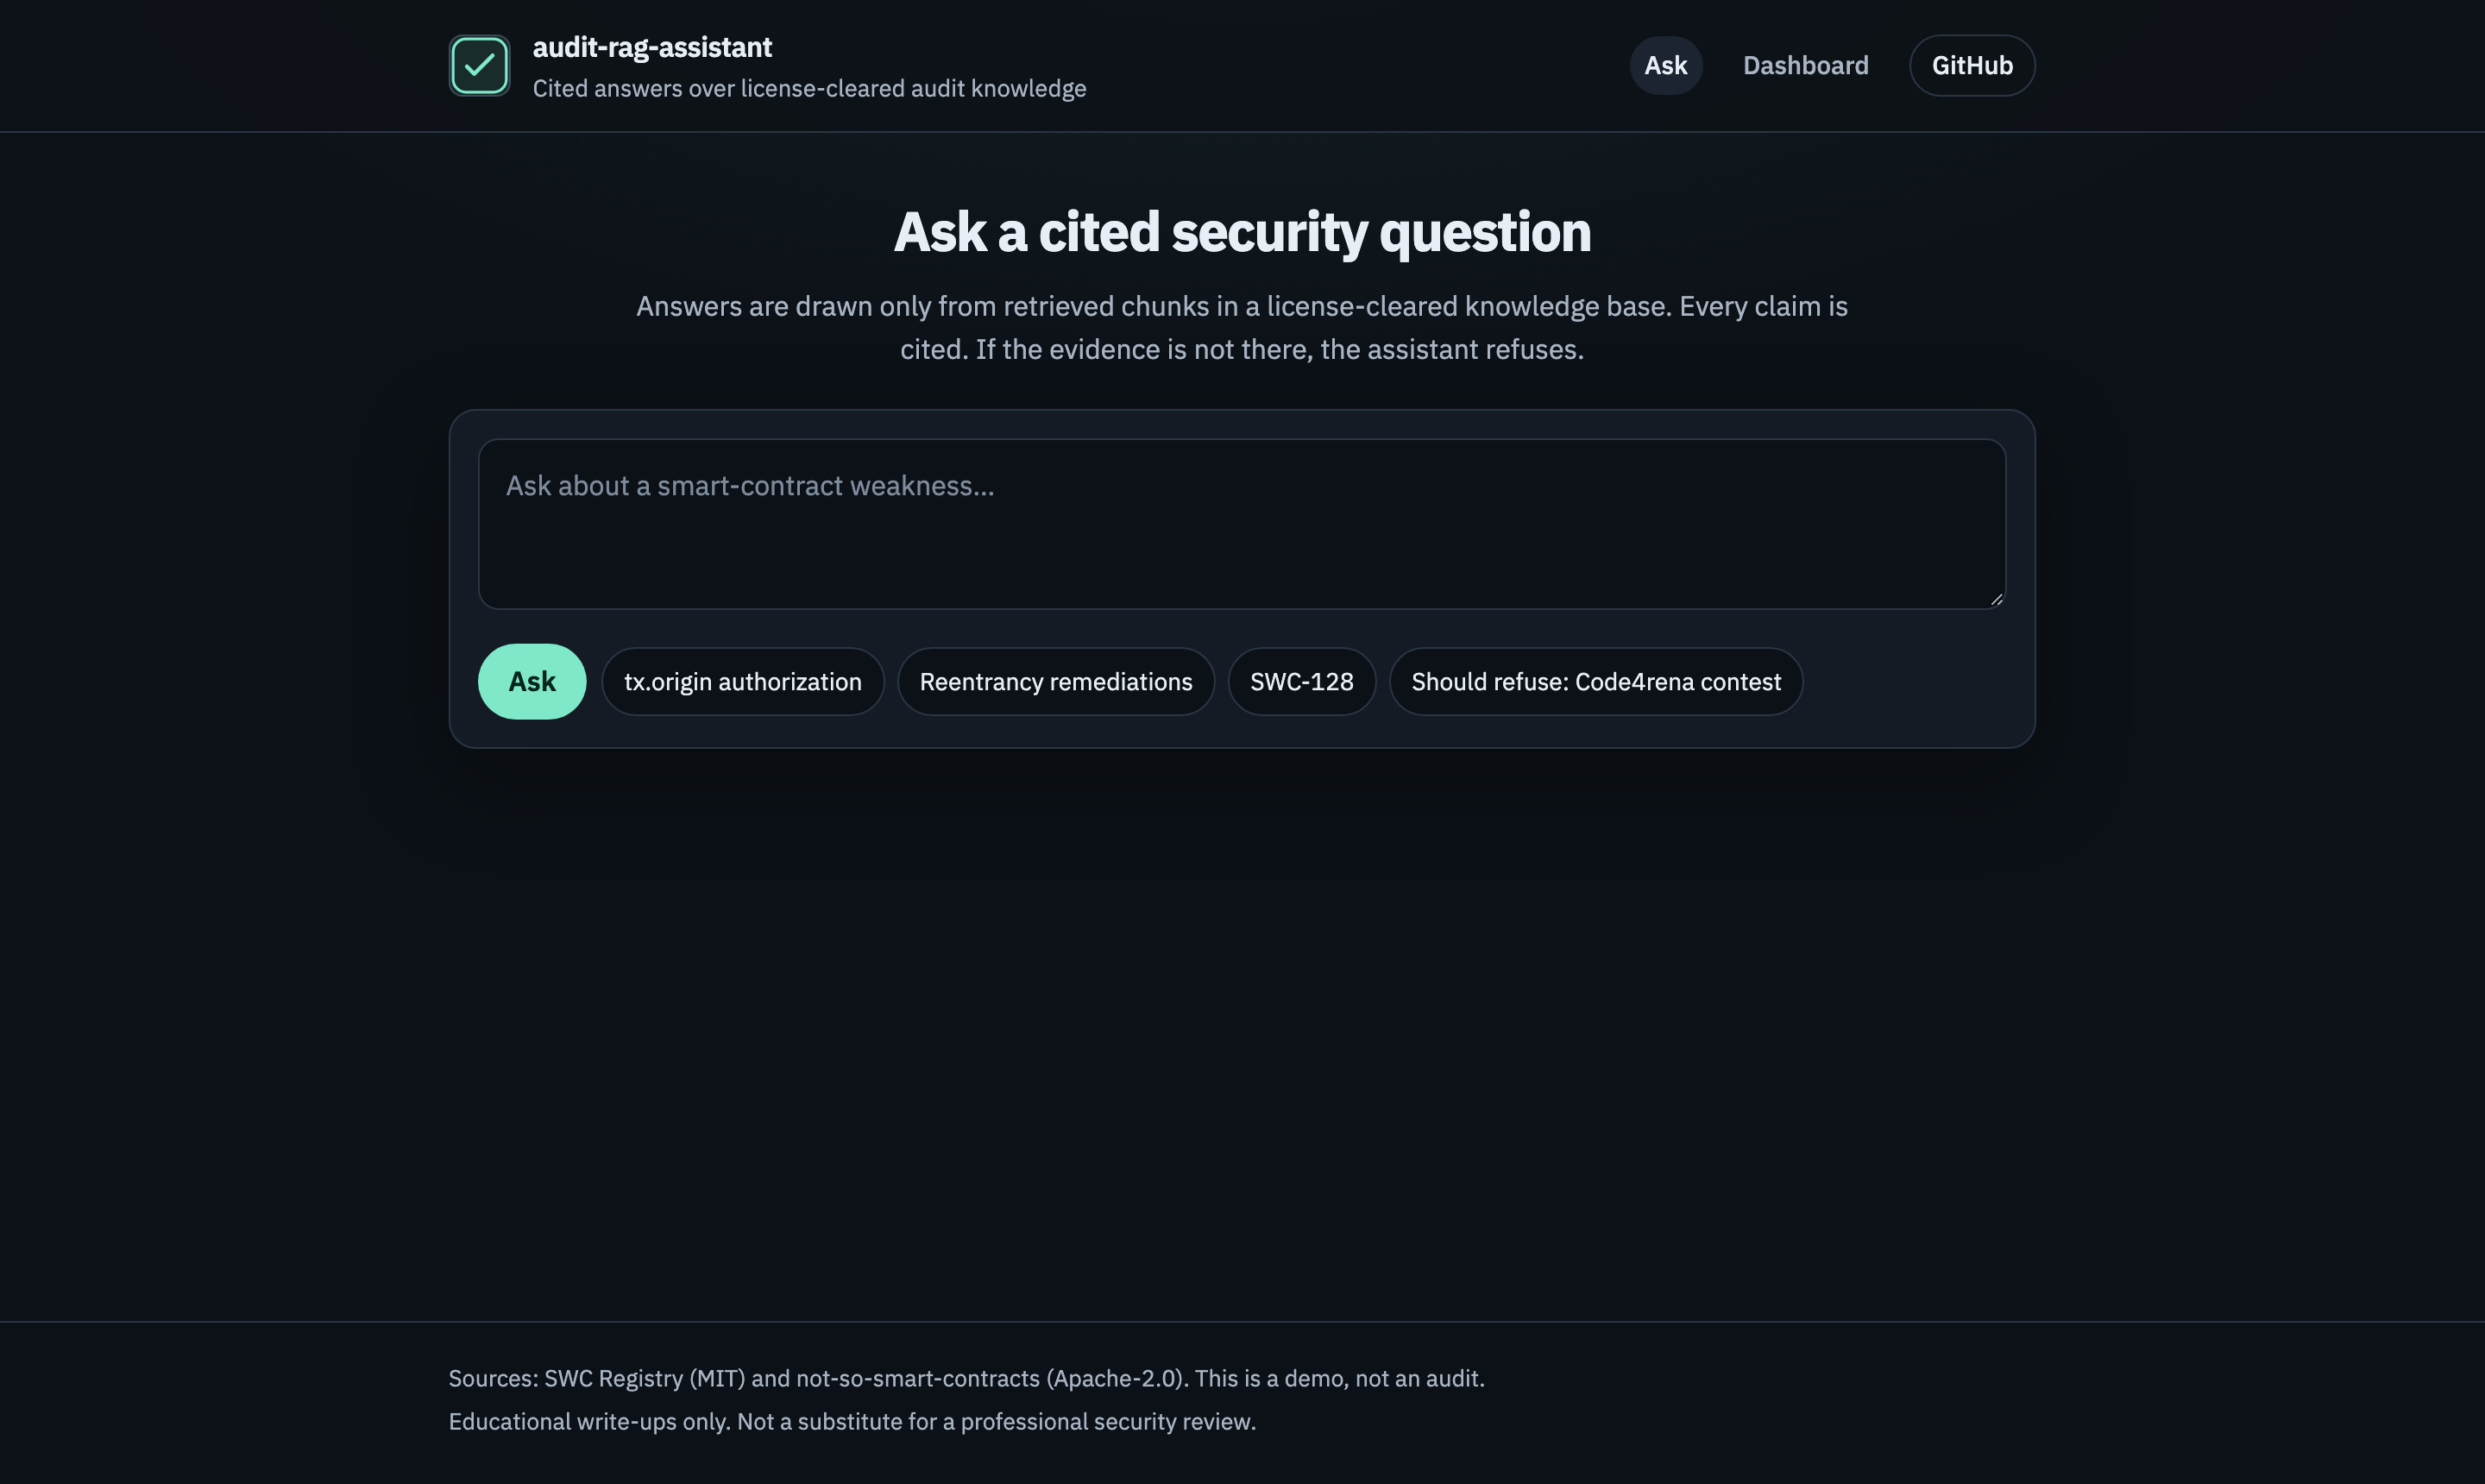 audit-rag-assistant
Cited answers over license-cleared audit knowledge
Ask
Dashboard
GitHub
Ask a cited security question
Answers are drawn only from retrieved chunks in a license-cleared knowledge base. Every claim is
cited. If the evidence is not there, the assistant refuses.
Ask about a smart-contract weakness...
Ask
tx.origin authorization
Reentrancy remediations
SWC-128
Should refuse: Code4rena contest
Sources: SWC Registry (MIT) and not-so-smart-contracts (Apache-2.0). This is a demo, not an audit.
Educational write-ups only. Not a substitute for a professional security review.